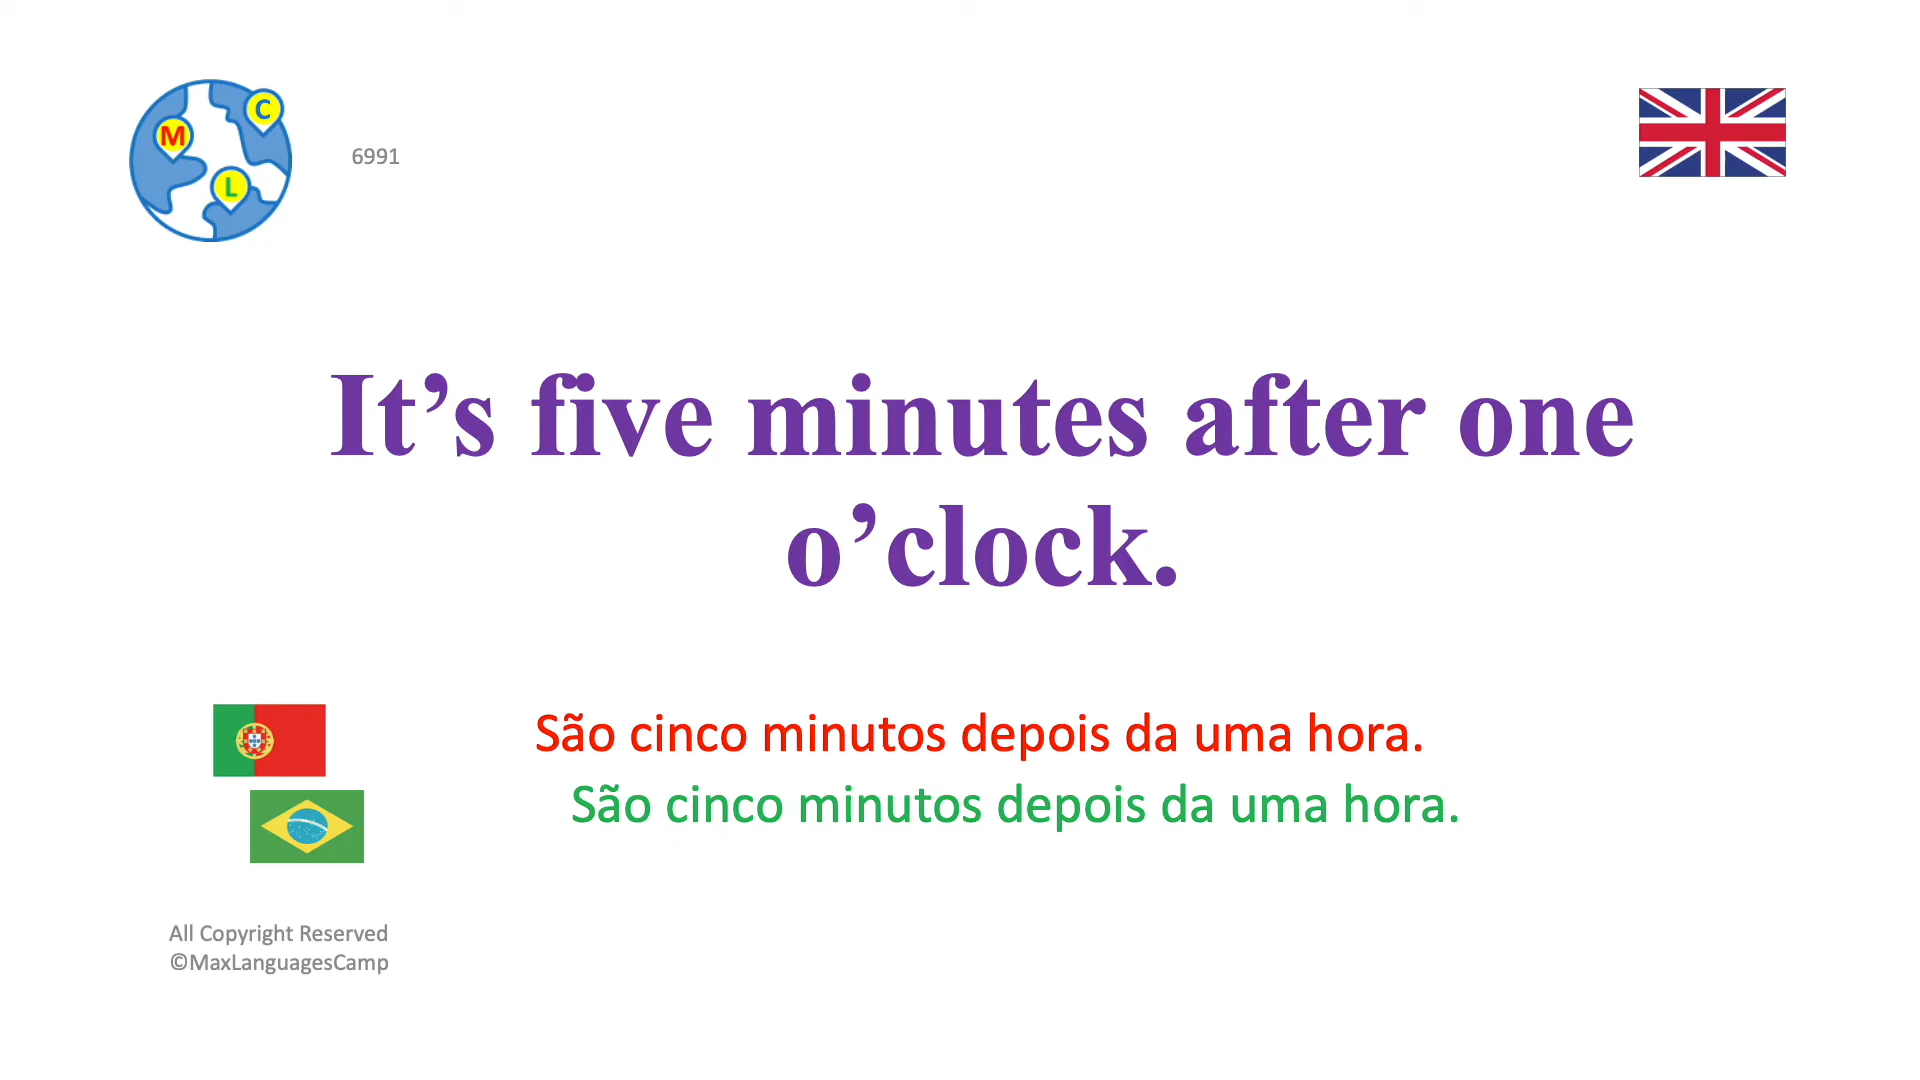 C
M
L
6991
It’s five minutes after one
o’clock.
São cinco minutos depois da uma hora.
São cinco minutos depois da uma hora.
All Copyright Reserved
©MaxLanguagesCamp